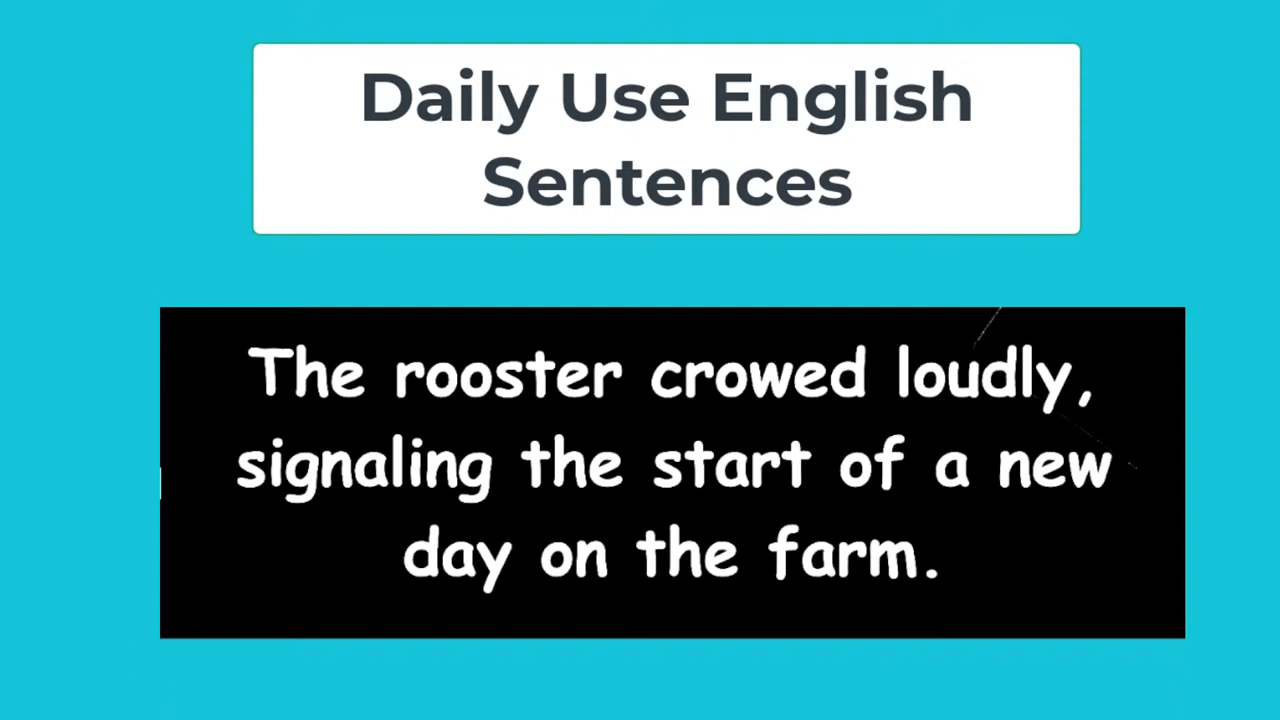 Daily Use English
Sentences
The rooster crowed loudly,
signaling the start of a new
day on the farm.